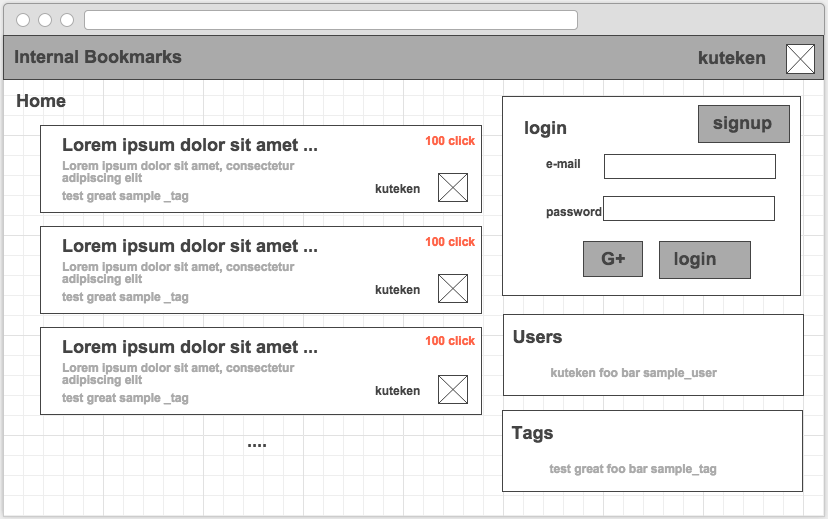 Internal Bookmarks
kuteken
Home
Lorem ipsum dolor sit amet ...
100 click
Lorem ipsum dolor sit amet, consectetur
adipiscing elit
test great sample _tag
kuteken
Lorem ipsum dolor sit amet ...
100 click
Lorem ipsum dolor sit amet, consectetur
adipiscing elit
test great sample _tag
kuteken
Lorem ipsum dolor sit amet ...
100 click
Lorem ipsum dolor sit amet, consectetur
adipiscing elit
test great sample _tag
kuteken
....
login
signup
e-mail
password
G+
login
Users
kuteken foo bar sample_user
Tags
test great foo bar sample_tag